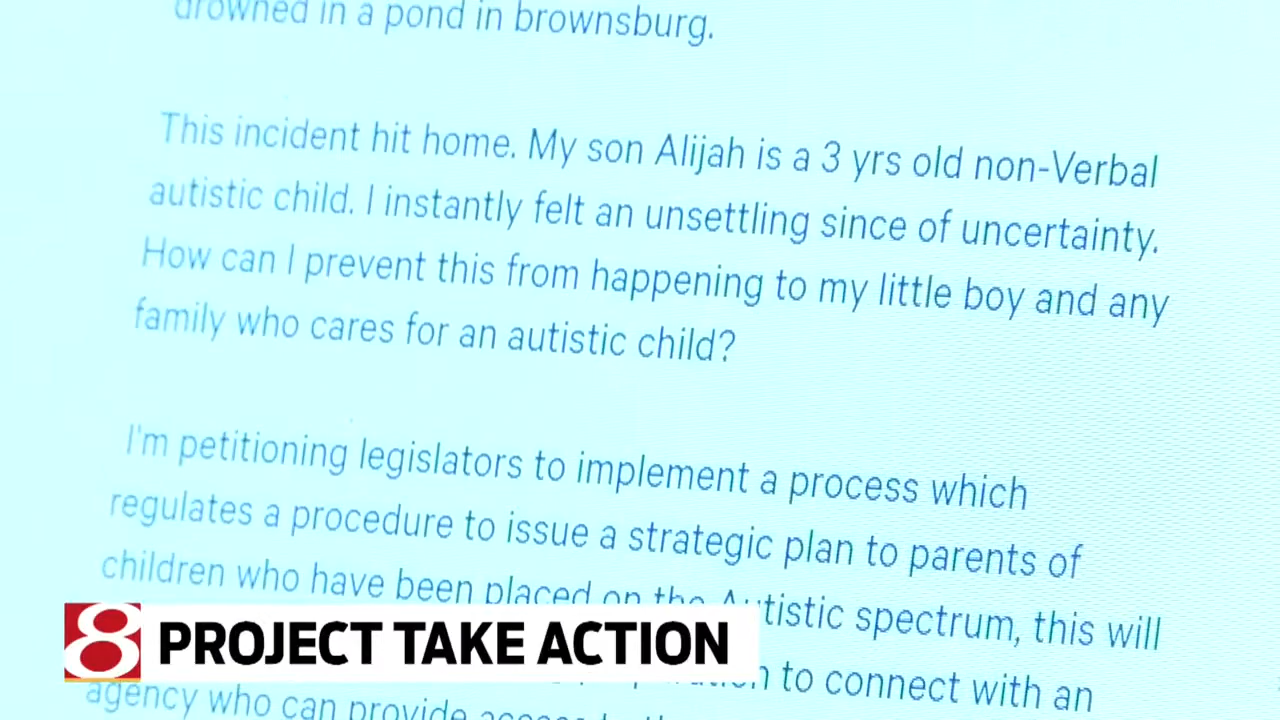 drowned in a pond in brownsburg.
This incident hit home. My son Alijah is a 3 yrs old non-Verbal
autistic child. I instantly felt an unsettling since of uncertainty.
How can I prevent this from happening to my little boy and any
family who cares for an autistic child?
I'm petitioning legislators to implement a process which
regulates a procedure to issue a strategic plan to parents of
children who have been placed on the Autistic spectrum, this will
to connect with an
agency who can provide access
8 PROJECT TAKE ACTION